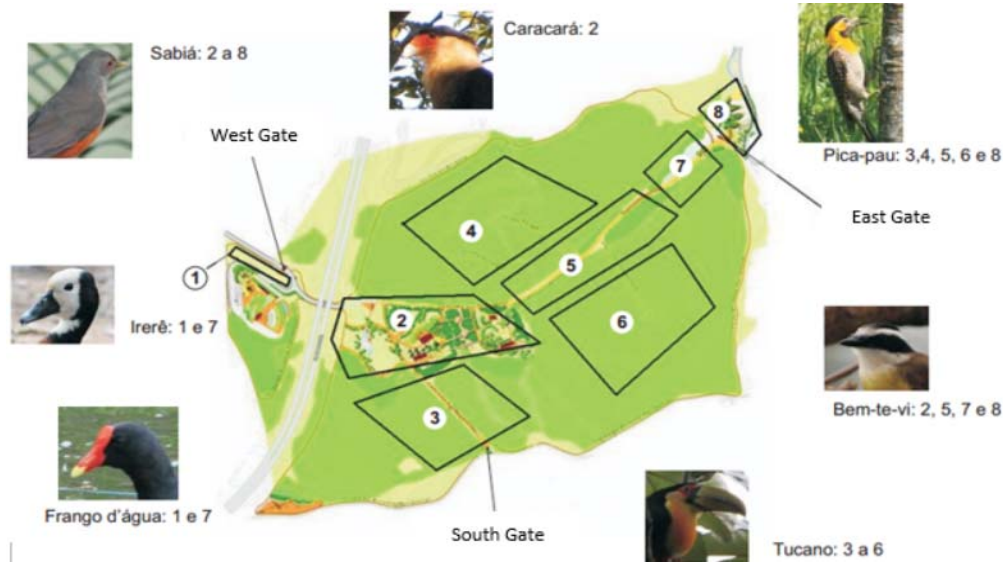 Sabiá: 2 a 8
Caracará: 2
West Gate
8
7
Pica-pau: 3,4, 5, 6 e 8
East Gate
4
1
5
2
6
Irerê: 1 e 7
3
Bem-te-vi: 2, 5, 7 e 8
Frango d'água: 1 e 7
South Gate
Tucano: 3 a 6